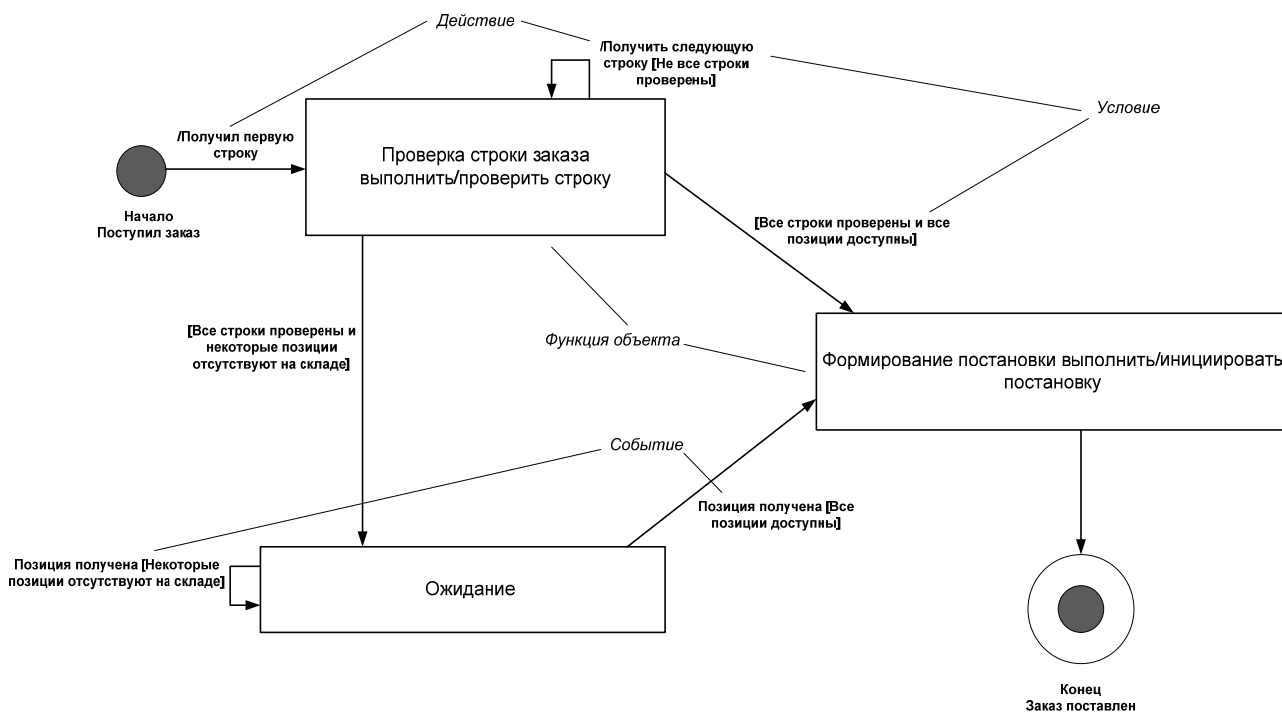 Действие
/Получить следующую
строку [Не все строки
проверены]
Условие
/Получил первую
строку
Проверка строки заказа
выполнить/проверить строку
Начало
Поступил заказ
[Все строки проверены и все
позиции доступны]
[Все строки проверены и
некоторые позиции
отсутствуют на складе]
Функция объекта
Формирование постановки выполнить/инициировать
постановку
Событие
Позиция получена [Все
позиции доступны]
Позиция получена [Некоторые
позиции отсутствуют на складе]
Ожидание
Конец
Заказ поставлен